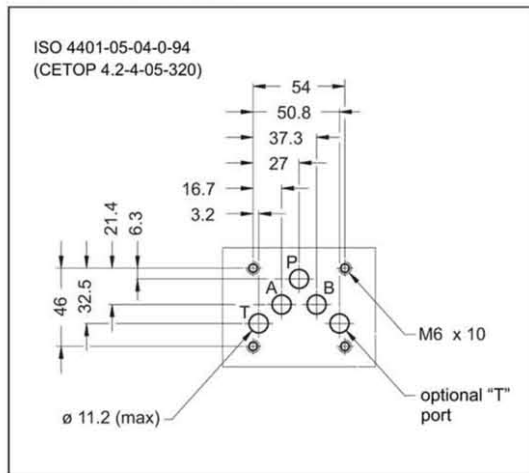 ISO 4401-05-04-0-94
(CETOP 4.2-4-05-320)
54
50.8
37.3
27
16.7
3.2
21.4
6.3
46
32.5
P
A
B
T
M6 x 10
ø 11.2 (max)
optional “T”
port